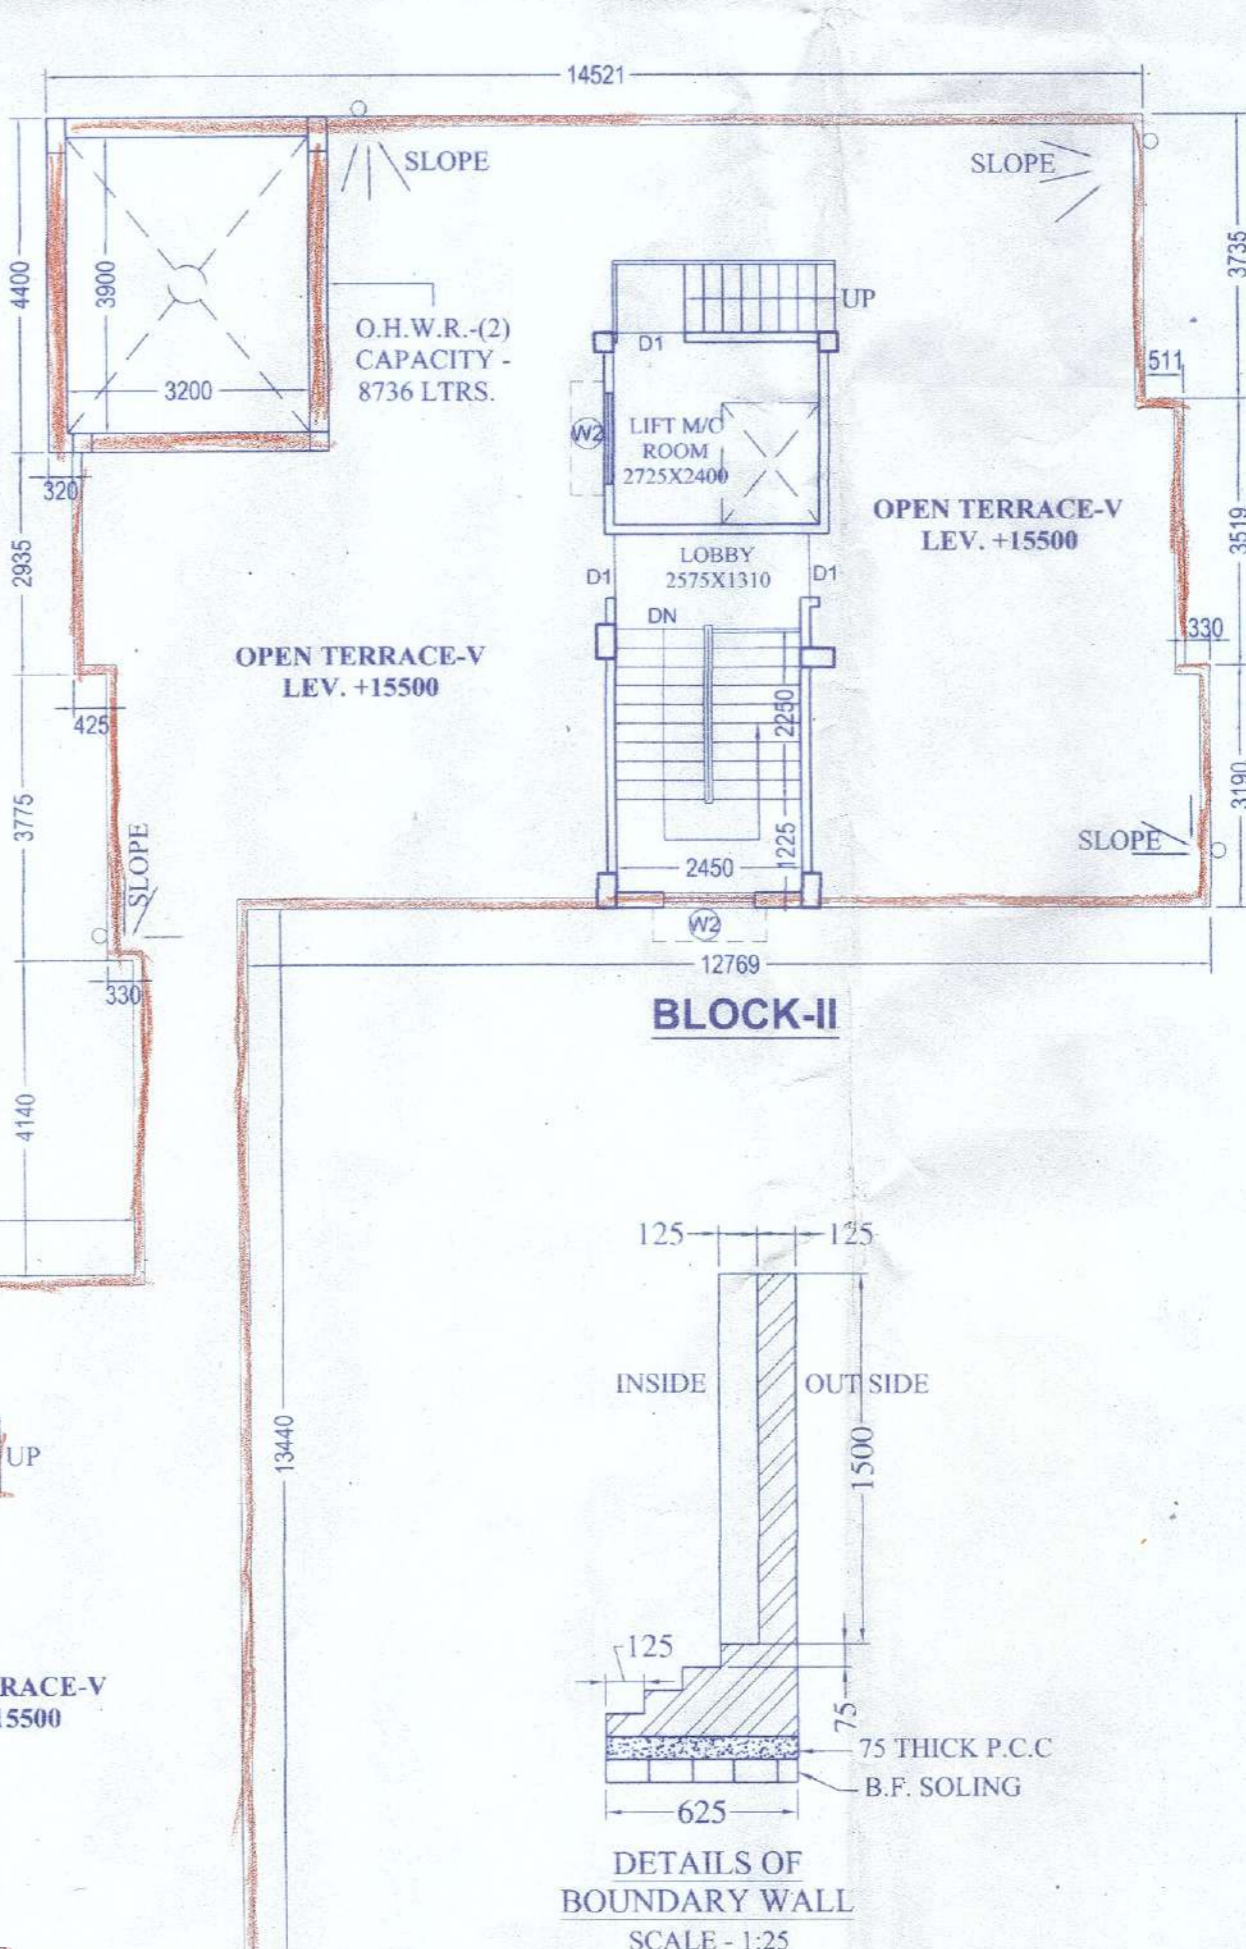 14521
SLOPE
SLOPE
4400
3900
3735
UP
O.H.W.R.-(2)
CAPACITY -
8736 LTRS.
D1
511
3200
W2
LIFT M/C
ROOM
2725X2400
320
OPEN TERRACE-V
LEV. +15500
3519
2935
LOBBY
2575X1310
D1
D1
DN
330
OPEN TERRACE-V
LEV. +15500
425
2250
3775
SLOPE
3190
SLOPE
1225
2450
W2
330
12769
BLOCK-II
4140
125
125
INSIDE
OUT SIDE
13440
1500
UP
125
RACE-V
15500
75
75 THICK P.C.C
B.F. SOLING
625
DETAILS OF
BOUNDARY WALL
SCALE - 1:25